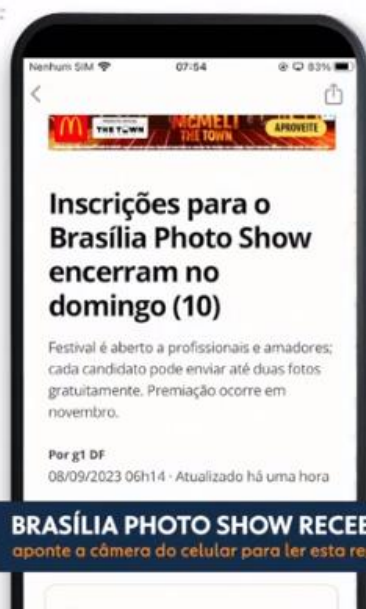 Nenhum SIM 07:54 83%
THE TOWN MCMELT THE TOWN APROVEITE
Inscrições para o
Brasília Photo Show
encerram no
domingo (10)
Festival é aberto a profissionais e amadores;
cada candidato pode enviar até duas fotos
gratuitamente. Premiação ocorre em
novembro.
Por g1 DF
08/09/2023 06h14 · Atualizado há uma hora
BRASÍLIA PHOTO SHOW RECEB
aponte a câmera do celular para ler esta re